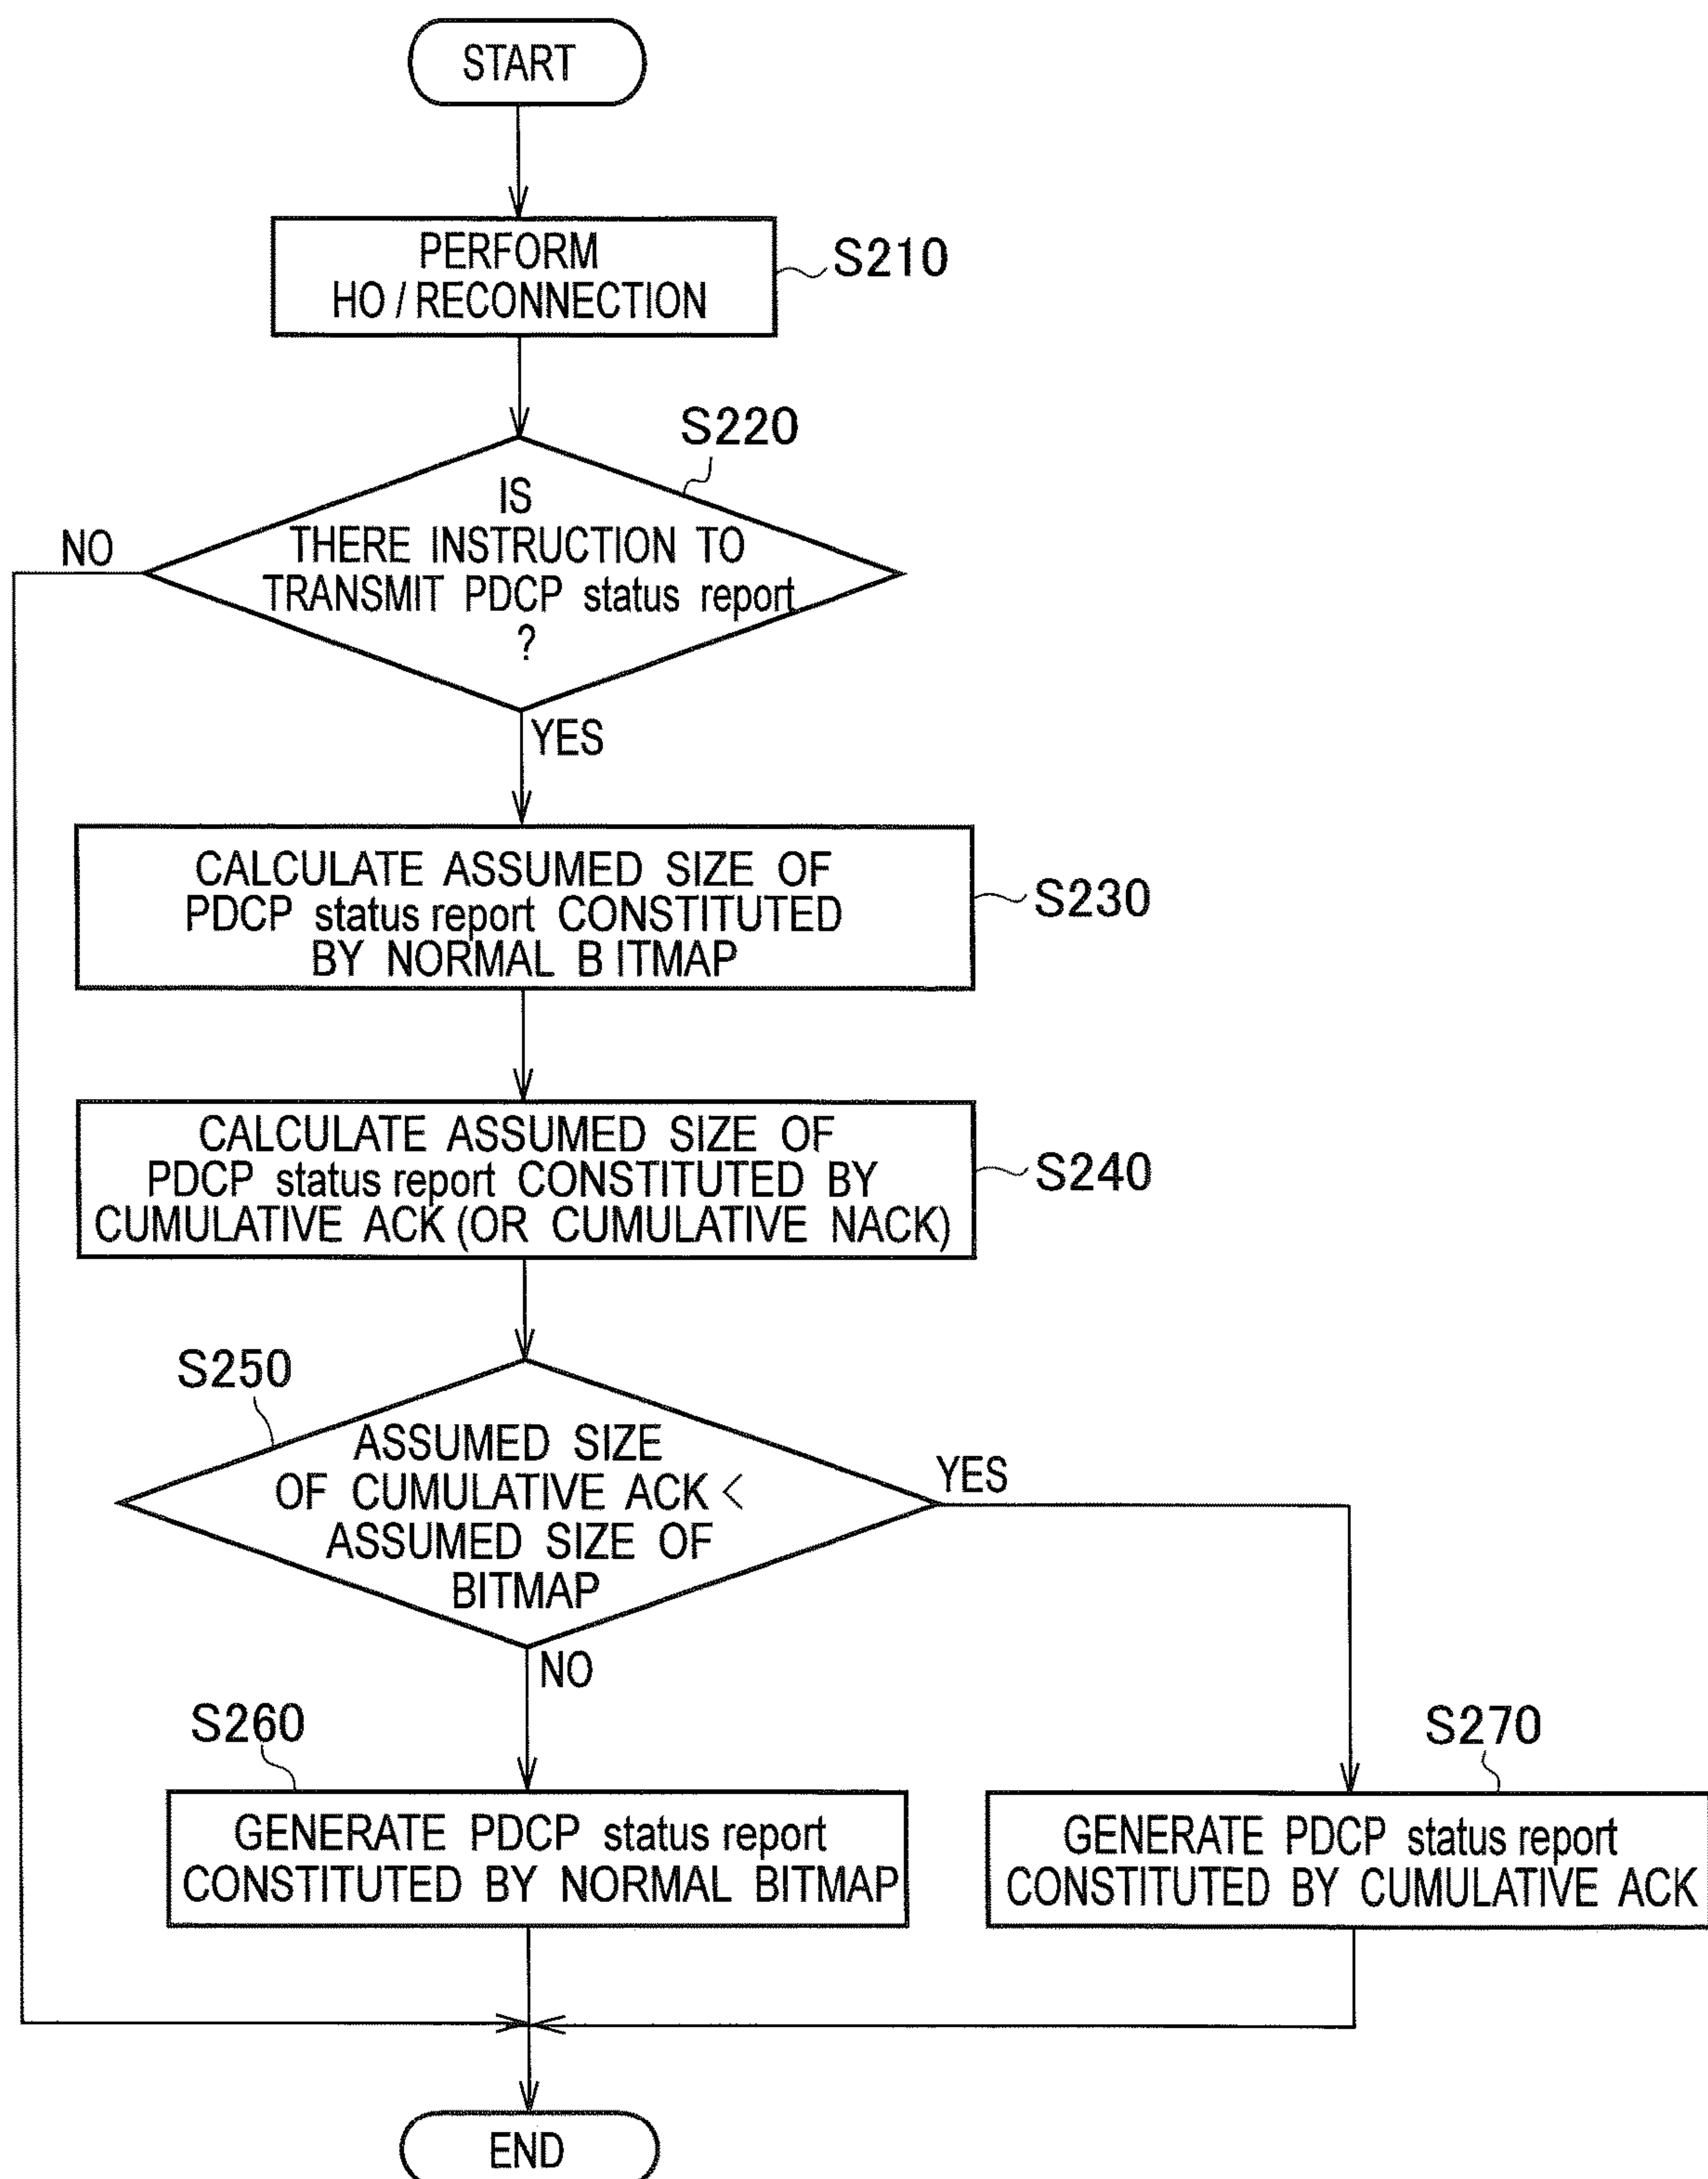 START
PERFORM
HO / RECONNECTION
S210
S220
IS
THERE INSTRUCTION TO
TRANSMIT PDCP status report
?
NO
YES
CALCULATE ASSUMED SIZE OF
PDCP status report CONSTITUTED
BY NORMAL B ITMAP
S230
CALCULATE ASSUMED SIZE OF
PDCP status report CONSTITUTED BY
CUMULATIVE ACK (OR CUMULATIVE NACK)
S240
S250
ASSUMED SIZE
OF CUMULATIVE ACK <
ASSUMED SIZE OF
BITMAP
YES
NO
S260
GENERATE PDCP status report
CONSTITUTED BY NORMAL BITMAP
S270
GENERATE PDCP status report
CONSTITUTED BY CUMULATIVE ACK
END